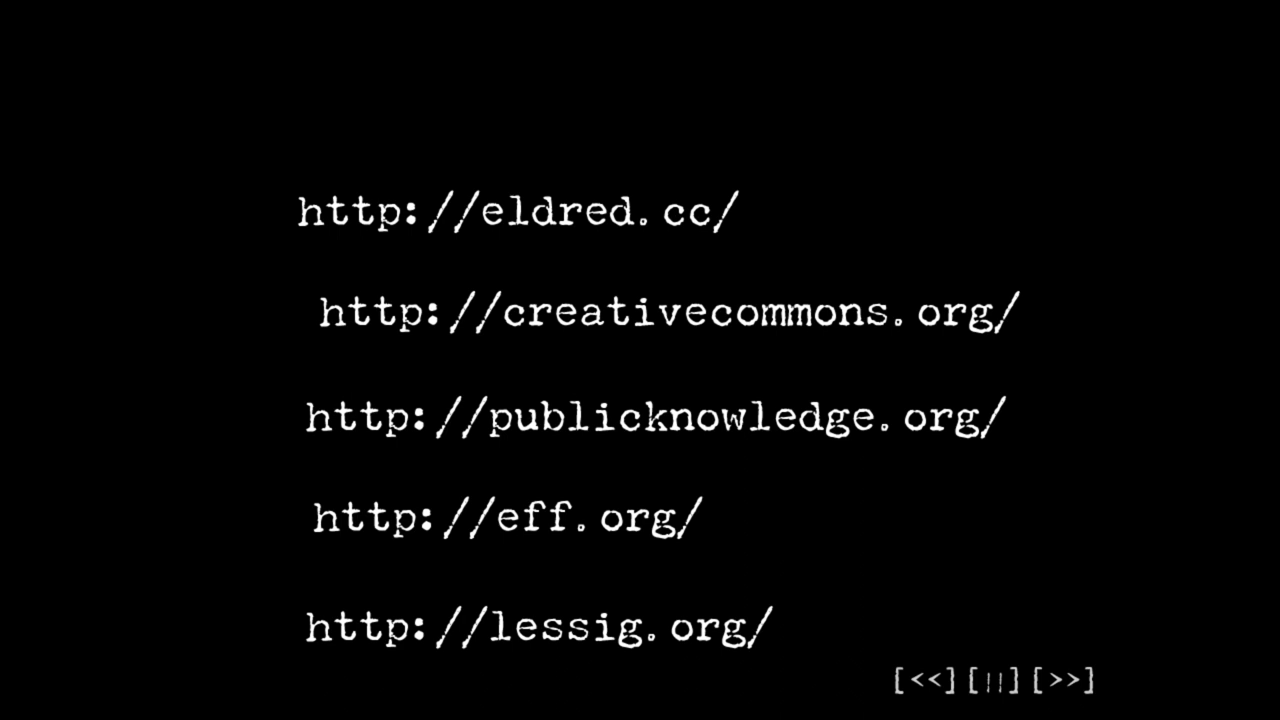 http://eldred.cc/
http://creativecommons.org/
http://publicknowledge.org/
http://eff.org/
http://lessig.org/
[<<] [||] [>>]